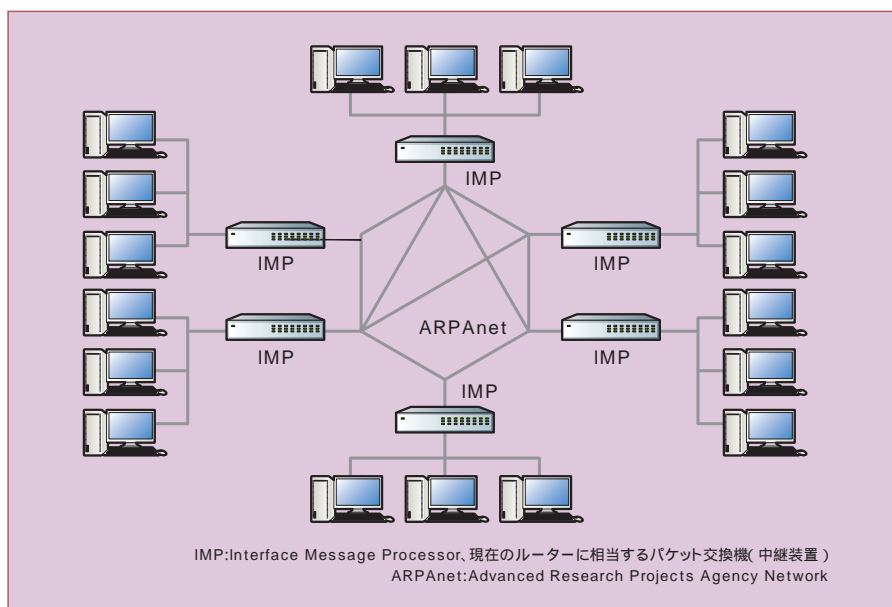 IMP
IMP
IMP
IMP
ARPAnet
IMP
IMP
IMP:Interface Message Processor、現在のルーターに相当するパケット交換機(中継装置)
ARPAnet:Advanced Research Projects Agency Network